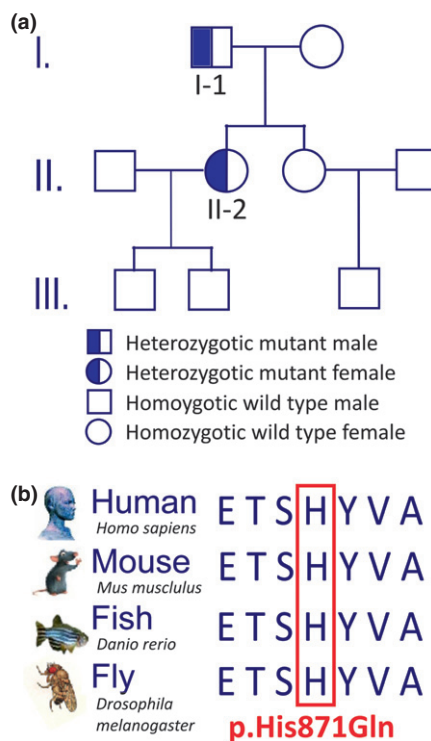 (a)
I.
I-1
II.
II-2
III.
Heterozygotic mutant male
Heterozygotic mutant female
Homoygotic wild type male
Homozygotic wild type female
(b)
Human
Homo sapiens
E T S H Y V A
Mouse
Mus musclulus
E T S H Y V A
Fish
Danio rerio
E T S H Y V A
Fly
Drosophila
melanogaster
E T S H Y V A
p.His871Gln